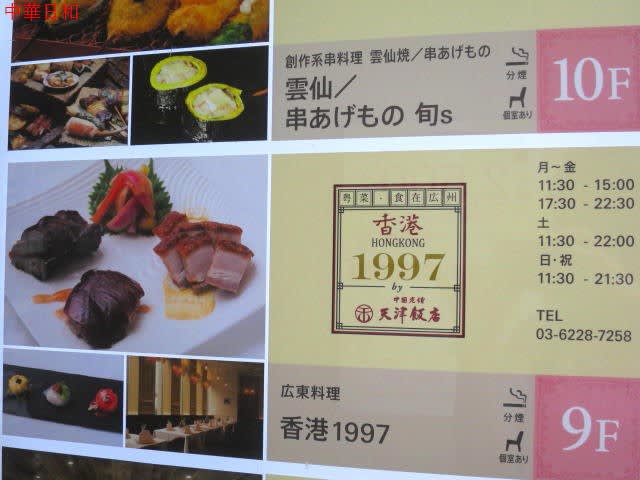 中華日和
創作系串料理 雲仙焼／串あげもの
雲仙／
串あげもの 旬s
分煙
個室あり
10F
粤菜・食在広州
香港
HONGKONG
1997
by
中国老舗
天津飯店
月～金
11:30 - 15:00
17:30 - 22:30
土
11:30 - 22:00
日・祝
11:30 - 21:30
TEL
03-6228-7258
広東料理
香港1997
分煙
個室あり
9F